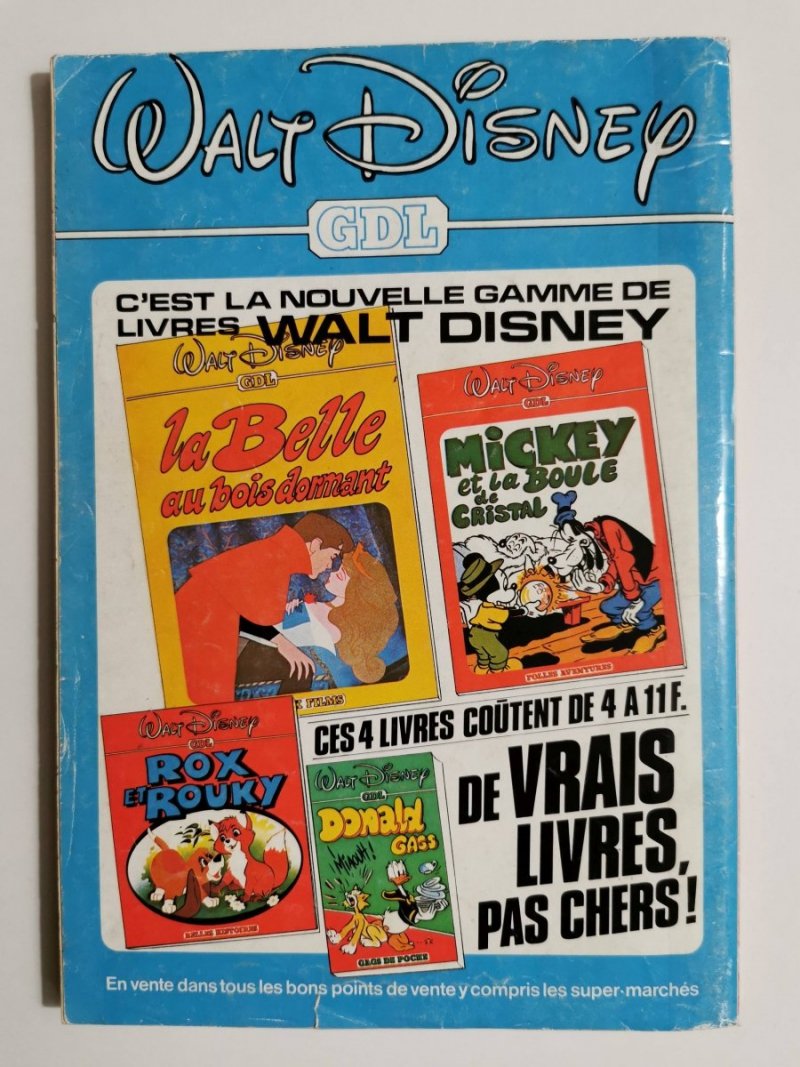 WALT DISNEY
GDL
C'EST LA NOUVELLE GAMME DE
LIVRES WALT DISNEY
WALT DISNEY
GDL
la Belle
au bois dormant
FILMS
WALT DISNEY
GDL
MICKEY
et LA BOULE
de
CRISTAL
FOLLES AVENTURES
CES 4 LIVRES COÛTENT DE 4 A 11 F.
WALT DISNEY
GDL
ROX
ET ROUKY
BELLES HISTOIRES
WALT DISNEY
GDL
DONALD
GAGS
MIAOUH!
GAGS DE POCHE
DE VRAIS
LIVRES,
PAS CHERS!
En vente dans tous les bons points de vente y compris les super-marchés